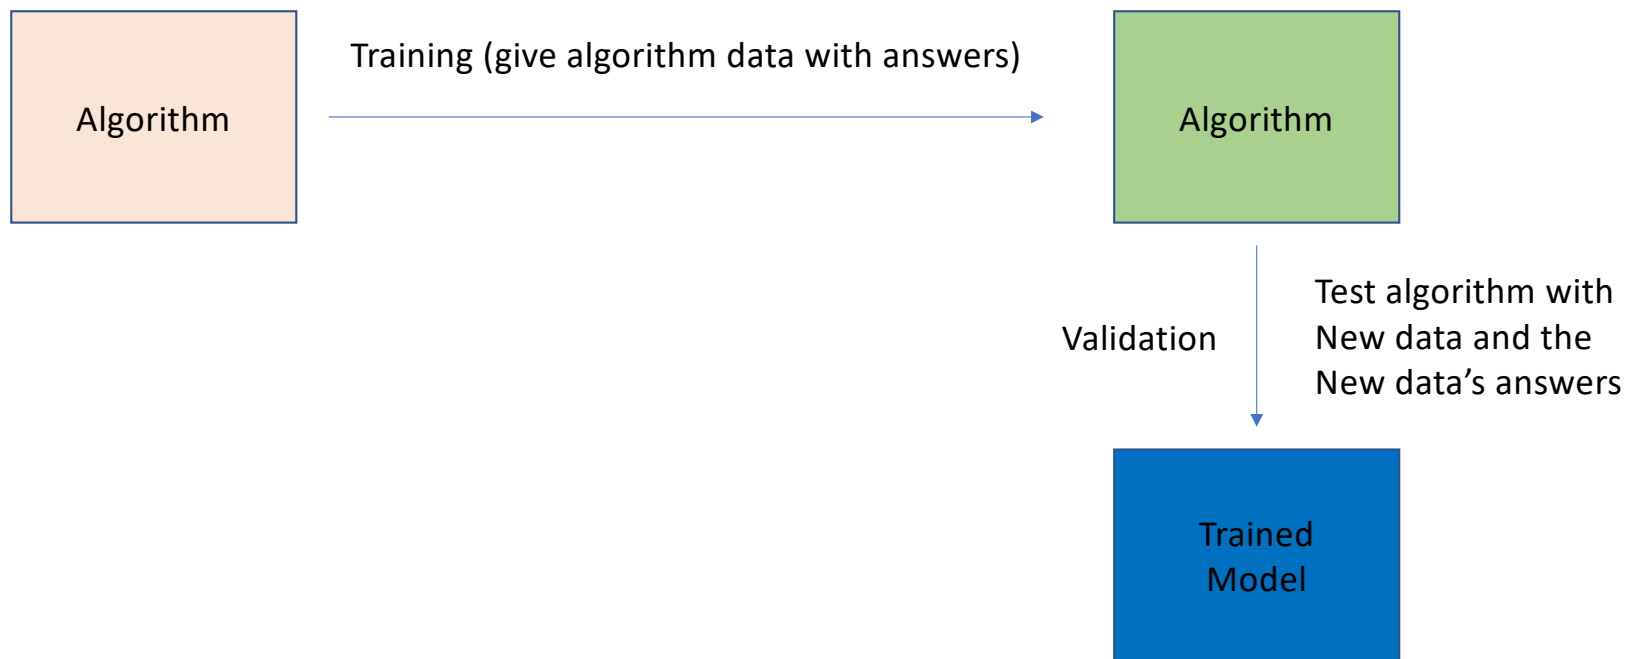 Training (give algorithm data with answers)
Algorithm
Algorithm
Validation
Test algorithm with
New data and the
New data’s answers
Trained
Model